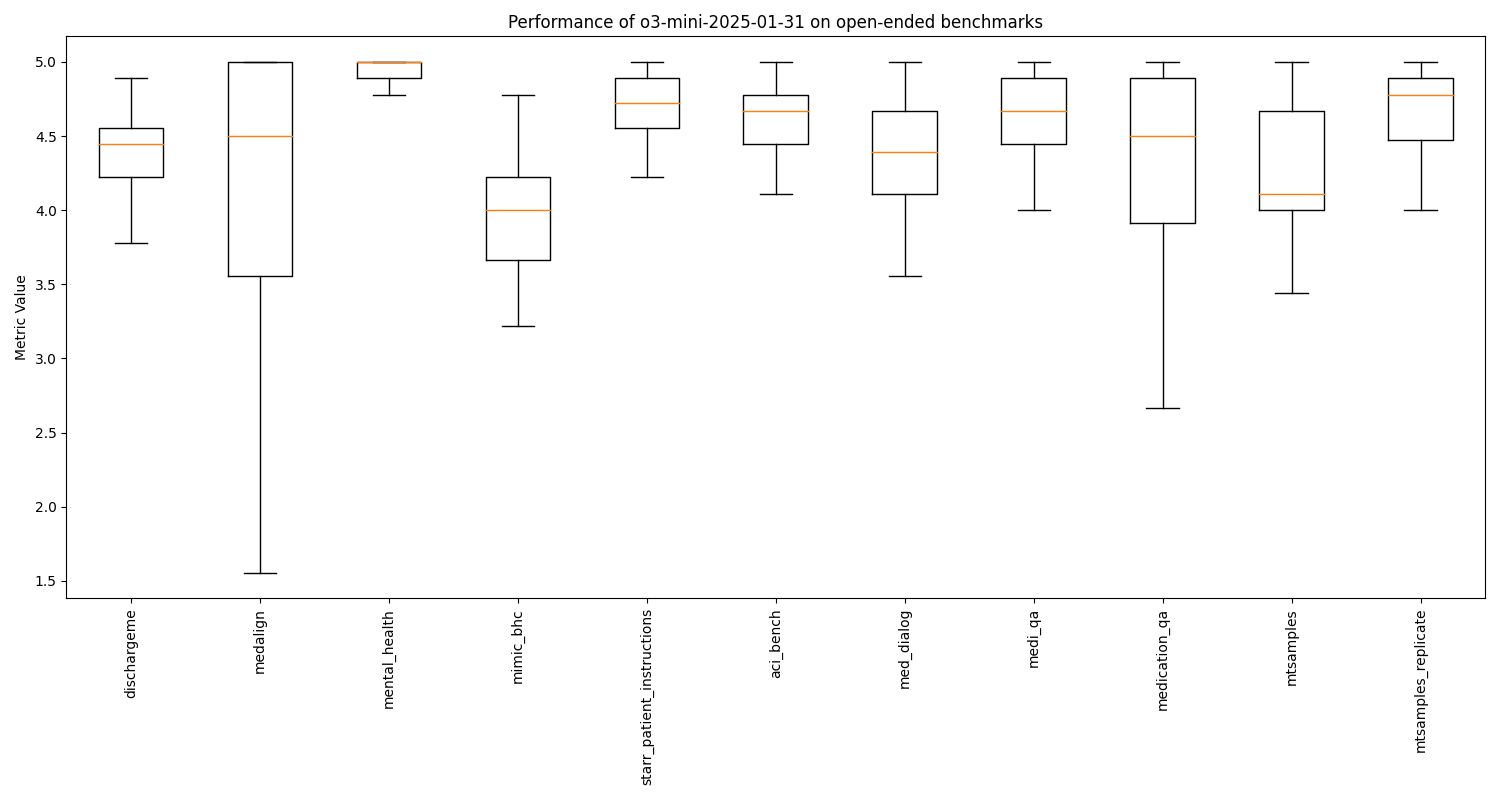 Performance of o3-mini-2025-01-31 on open-ended benchmarks
Metric Value
5.0
4.5
4.0
3.5
3.0
2.5
2.0
1.5
dischargeme
medalign
mental_health
mimic_bhc
starr_patient_instructions
aci_bench
med_dialog
medi_qa
medication_qa
mtsamples
mtsamples_replicate